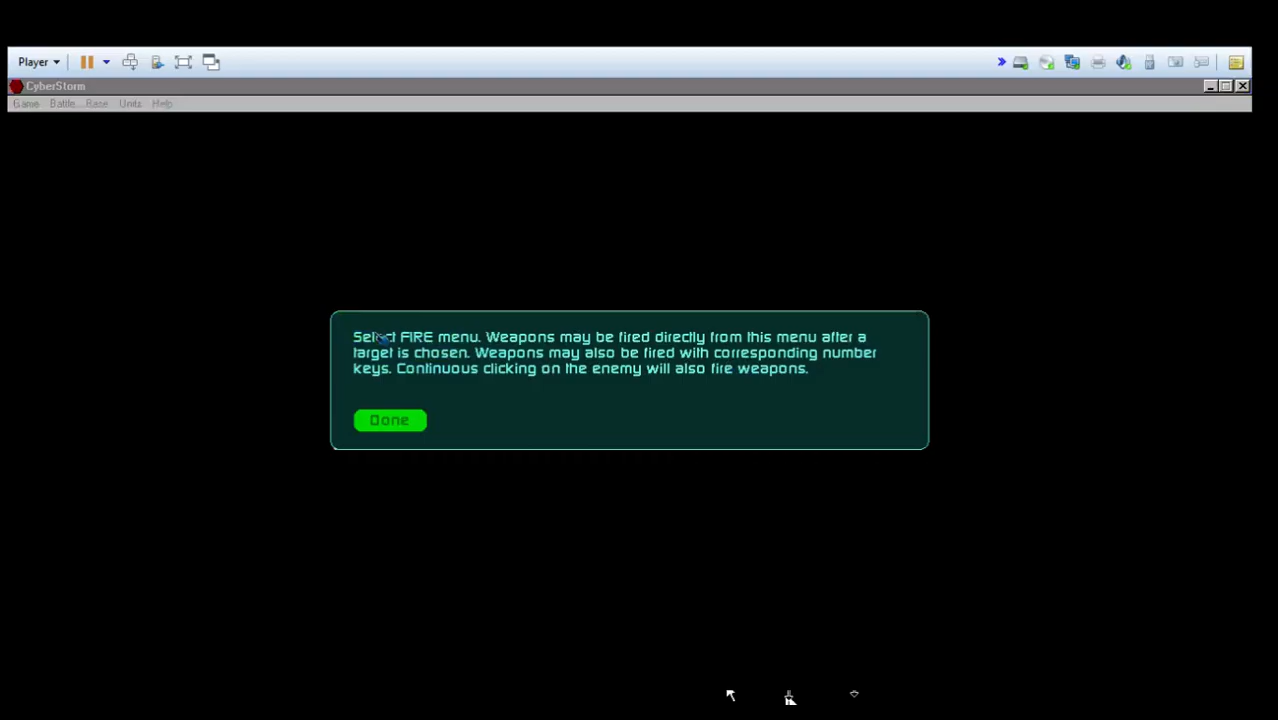 Player
CyberStorm
Game Battle Base Units Help
Select FIRE menu. Weapons may be fired directly from this menu after a
target is chosen. Weapons may also be fired with corresponding number
keys. Continuous clicking on the enemy will also fire weapons.
Done